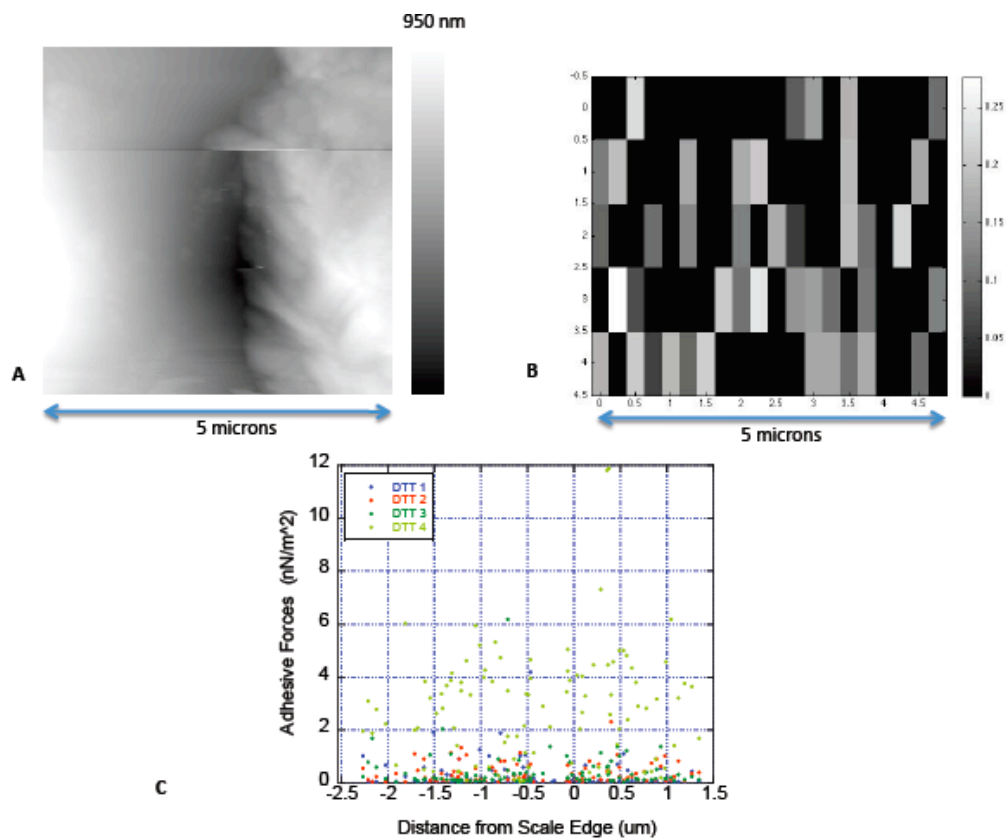 950 nm
A
5 microns
-0.5
0
0.5
1
1.5
2
2.5
3
3.5
4
4.5
0 0.5 1 1.5 2 2.5 3 3.5 4 4.5
0.25
0.2
0.15
0.1
0.05
0
B
5 microns
12
10
8
6
4
2
0
DTT 1
DTT 2
DTT 3
DTT 4
Adhesive Forces (nN/m^2)
-2.5 -2 -1.5 -1 -0.5 0 0.5 1 1.5
C
Distance from Scale Edge (um)